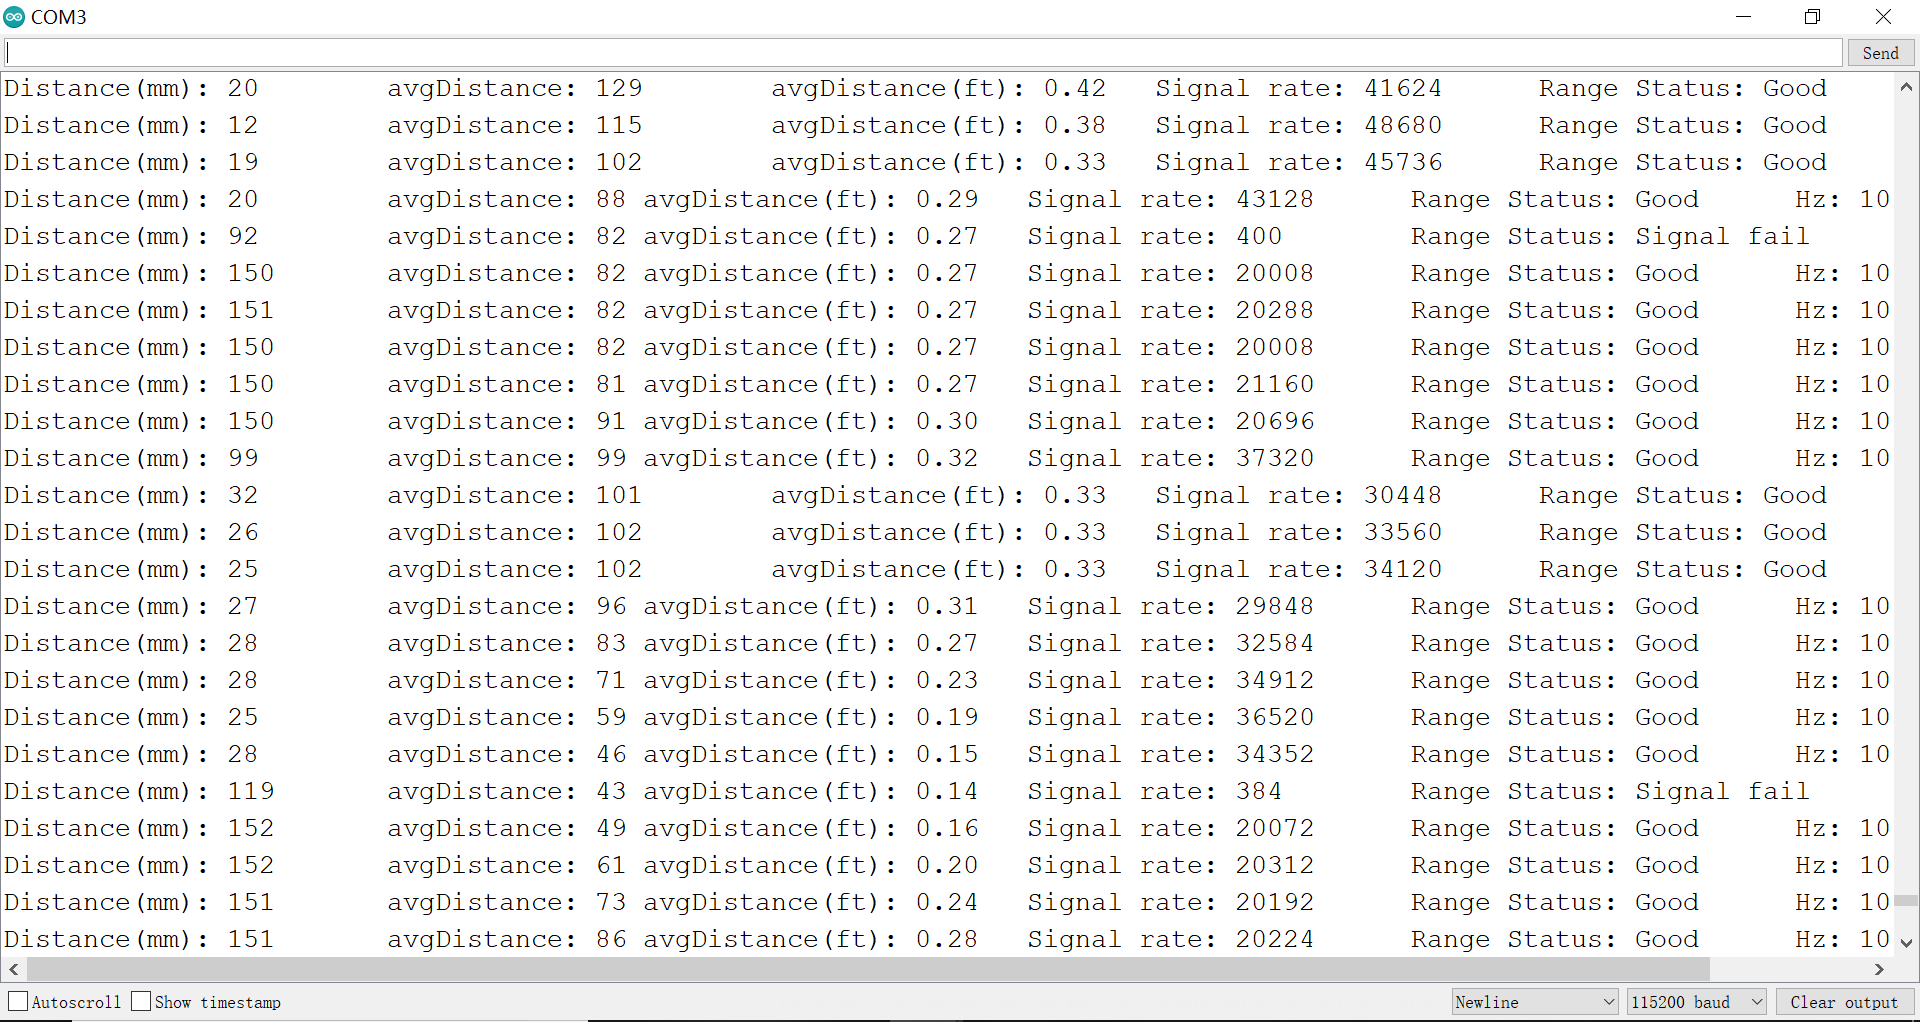 COM3
Send
Distance(mm): 20 avgDistance: 129 avgDistance(ft): 0.42 Signal rate: 41624 Range Status: Good
Distance(mm): 12 avgDistance: 115 avgDistance(ft): 0.38 Signal rate: 48680 Range Status: Good
Distance(mm): 19 avgDistance: 102 avgDistance(ft): 0.33 Signal rate: 45736 Range Status: Good
Distance(mm): 20 avgDistance: 88 avgDistance(ft): 0.29 Signal rate: 43128 Range Status: Good Hz: 10
Distance(mm): 92 avgDistance: 82 avgDistance(ft): 0.27 Signal rate: 400 Range Status: Signal fail
Distance(mm): 150 avgDistance: 82 avgDistance(ft): 0.27 Signal rate: 20008 Range Status: Good Hz: 10
Distance(mm): 151 avgDistance: 82 avgDistance(ft): 0.27 Signal rate: 20288 Range Status: Good Hz: 10
Distance(mm): 150 avgDistance: 82 avgDistance(ft): 0.27 Signal rate: 20008 Range Status: Good Hz: 10
Distance(mm): 150 avgDistance: 81 avgDistance(ft): 0.27 Signal rate: 21160 Range Status: Good Hz: 10
Distance(mm): 150 avgDistance: 91 avgDistance(ft): 0.30 Signal rate: 20696 Range Status: Good Hz: 10
Distance(mm): 99 avgDistance: 99 avgDistance(ft): 0.32 Signal rate: 37320 Range Status: Good Hz: 10
Distance(mm): 32 avgDistance: 101 avgDistance(ft): 0.33 Signal rate: 30448 Range Status: Good
Distance(mm): 26 avgDistance: 102 avgDistance(ft): 0.33 Signal rate: 33560 Range Status: Good
Distance(mm): 25 avgDistance: 102 avgDistance(ft): 0.33 Signal rate: 34120 Range Status: Good
Distance(mm): 27 avgDistance: 96 avgDistance(ft): 0.31 Signal rate: 29848 Range Status: Good Hz: 10
Distance(mm): 28 avgDistance: 83 avgDistance(ft): 0.27 Signal rate: 32584 Range Status: Good Hz: 10
Distance(mm): 28 avgDistance: 71 avgDistance(ft): 0.23 Signal rate: 34912 Range Status: Good Hz: 10
Distance(mm): 25 avgDistance: 59 avgDistance(ft): 0.19 Signal rate: 36520 Range Status: Good Hz: 10
Distance(mm): 28 avgDistance: 46 avgDistance(ft): 0.15 Signal rate: 34352 Range Status: Good Hz: 10
Distance(mm): 119 avgDistance: 43 avgDistance(ft): 0.14 Signal rate: 384 Range Status: Signal fail
Distance(mm): 152 avgDistance: 49 avgDistance(ft): 0.16 Signal rate: 20072 Range Status: Good Hz: 10
Distance(mm): 152 avgDistance: 61 avgDistance(ft): 0.20 Signal rate: 20312 Range Status: Good Hz: 10
Distance(mm): 151 avgDistance: 73 avgDistance(ft): 0.24 Signal rate: 20192 Range Status: Good Hz: 10
Distance(mm): 151 avgDistance: 86 avgDistance(ft): 0.28 Signal rate: 20224 Range Status: Good Hz: 10
Autoscroll Show timestamp Newline 115200 baud Clear output